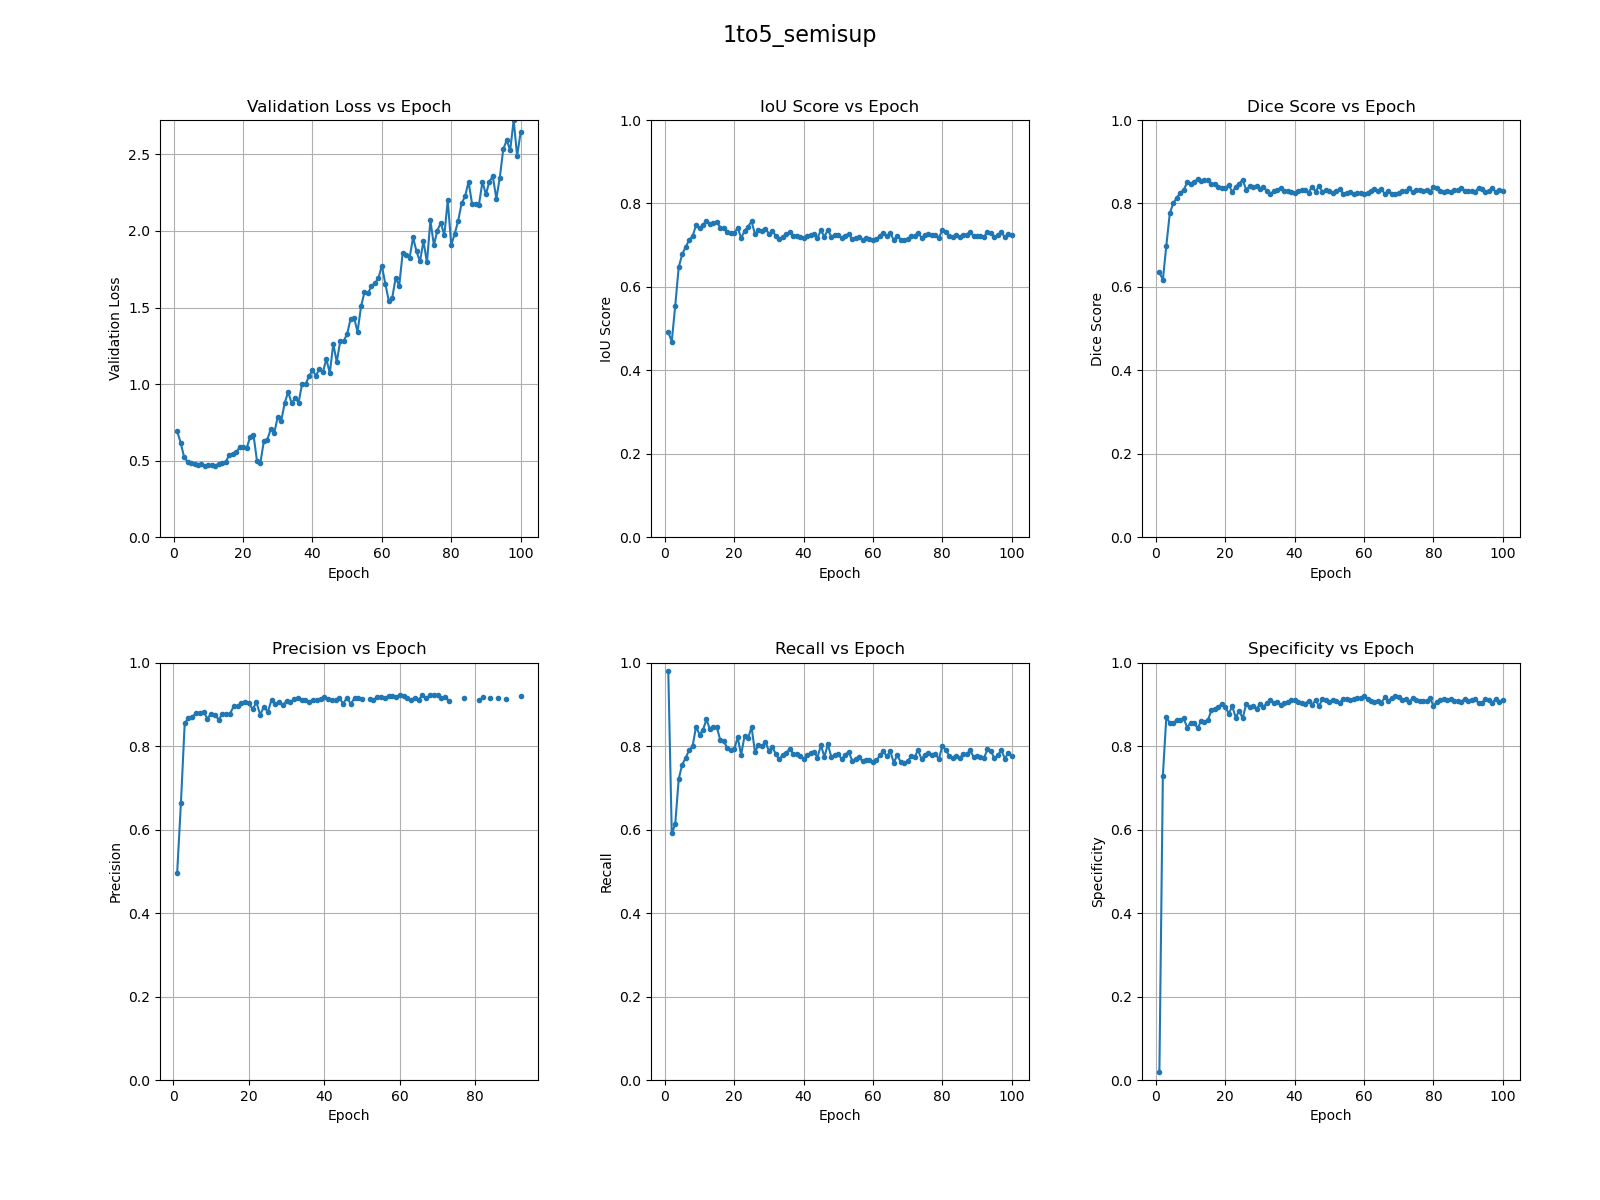 1to5_semisup
Validation Loss vs Epoch
Validation Loss
2.5
2.0
1.5
1.0
0.5
0.0
0 20 40 60 80 100
Epoch
IoU Score vs Epoch
IoU Score
1.0
0.8
0.6
0.4
0.2
0.0
0 20 40 60 80 100
Epoch
Dice Score vs Epoch
Dice Score
1.0
0.8
0.6
0.4
0.2
0.0
0 20 40 60 80 100
Epoch
Precision vs Epoch
Precision
1.0
0.8
0.6
0.4
0.2
0.0
0 20 40 60 80
Epoch
Recall vs Epoch
Recall
1.0
0.8
0.6
0.4
0.2
0.0
0 20 40 60 80 100
Epoch
Specificity vs Epoch
Specificity
1.0
0.8
0.6
0.4
0.2
0.0
0 20 40 60 80 100
Epoch